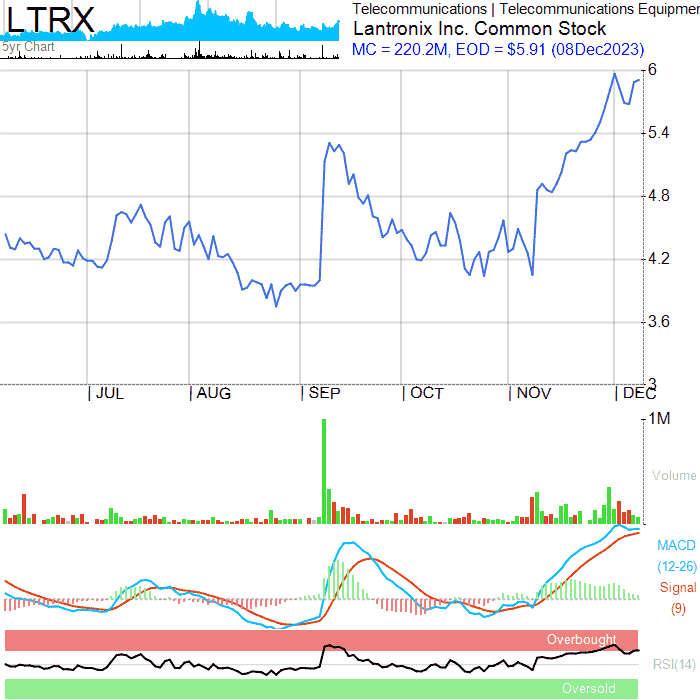 LTRX
5yr Chart
Telecommunications | Telecommunications Equipmen
Lantronix Inc. Common Stock
MC = 220.2M, EOD = $5.91 (08Dec2023)
6
5.4
4.8
4.2
3.6
3
JUL AUG SEP OCT NOV DEC
1M
Volume
MACD
(12-26)
Signal
(9)
Overbought
RSI(14)
Oversold